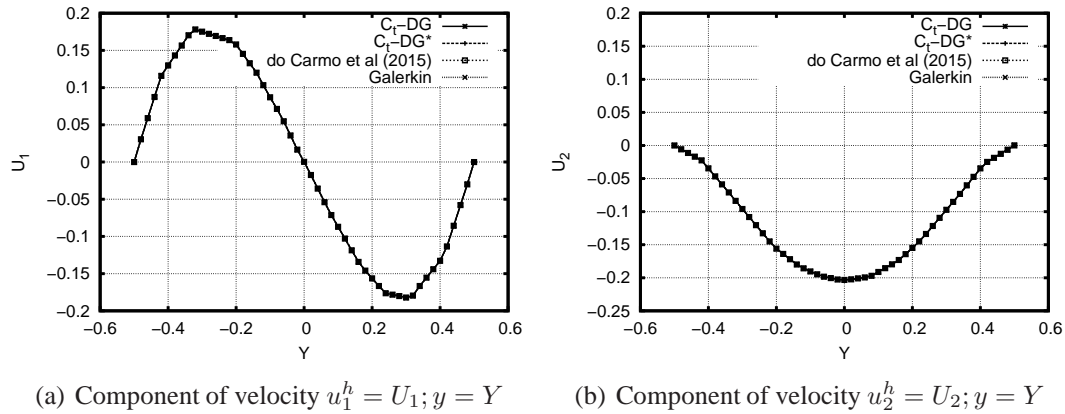 0.2
0.15
0.1
0.05
0
−0.05
−0.1
−0.15
−0.2
U₁
−0.6 −0.4 −0.2 0 0.2 0.4 0.6
Y
Cₜ−DG
Cₜ−DG*
do Carmo et al (2015)
Galerkin
(a) Component of velocity u₁ʰ = U₁; y = Y
0.2
0.15
0.1
0.05
0
−0.05
−0.1
−0.15
−0.2
−0.25
U₂
−0.6 −0.4 −0.2 0 0.2 0.4 0.6
Y
Cₜ−DG
Cₜ−DG*
do Carmo et al (2015)
Galerkin
(b) Component of velocity u₂ʰ = U₂; y = Y